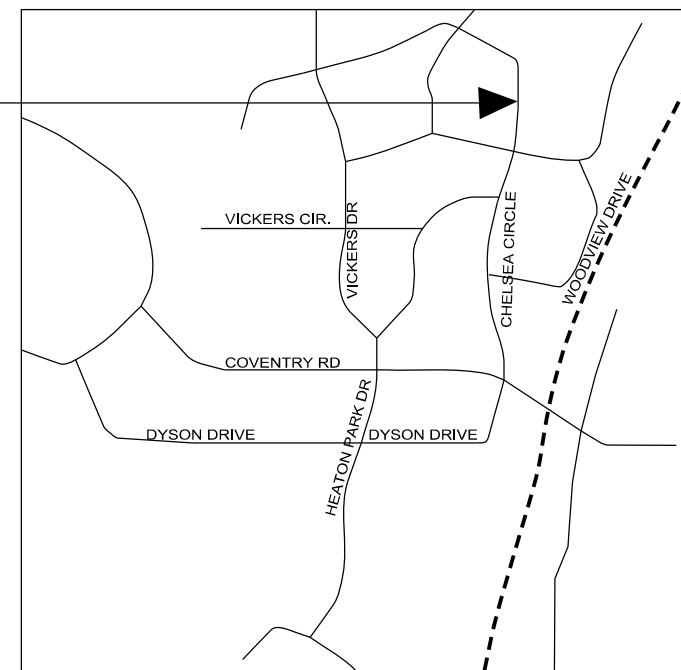 VICKERS CIR.
VICKERS DR
CHELSEA CIRCLE
WOODVIEW DRIVE
COVENTRY RD
HEATON PARK DR
DYSON DRIVE
DYSON DRIVE